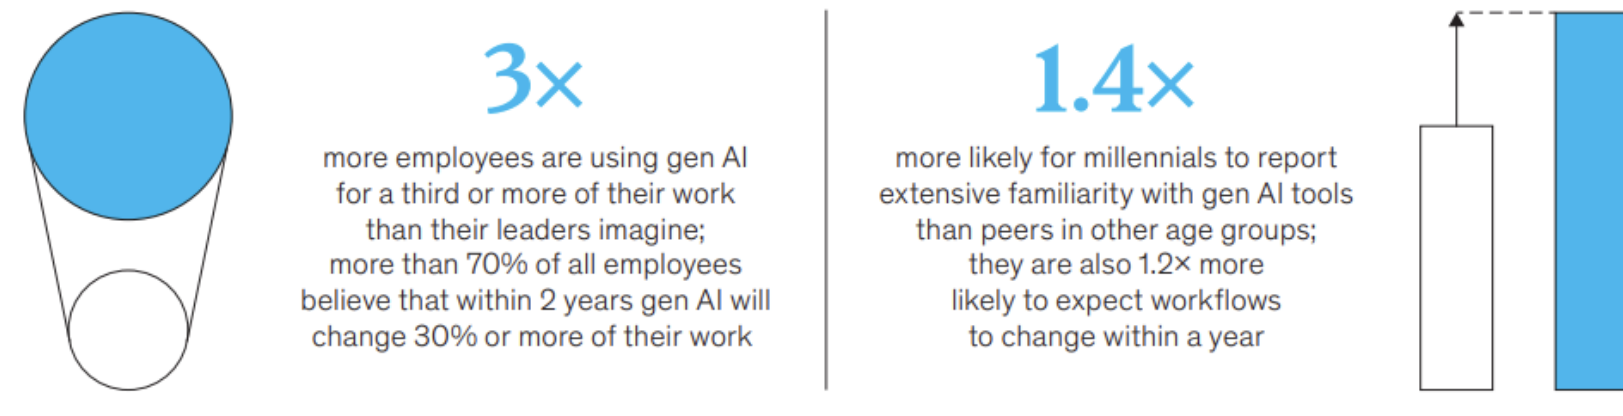 3×
more employees are using gen AI
for a third or more of their work
than their leaders imagine;
more than 70% of all employees
believe that within 2 years gen AI will
change 30% or more of their work
1.4×
more likely for millennials to report
extensive familiarity with gen AI tools
than peers in other age groups;
they are also 1.2× more
likely to expect workflows
to change within a year